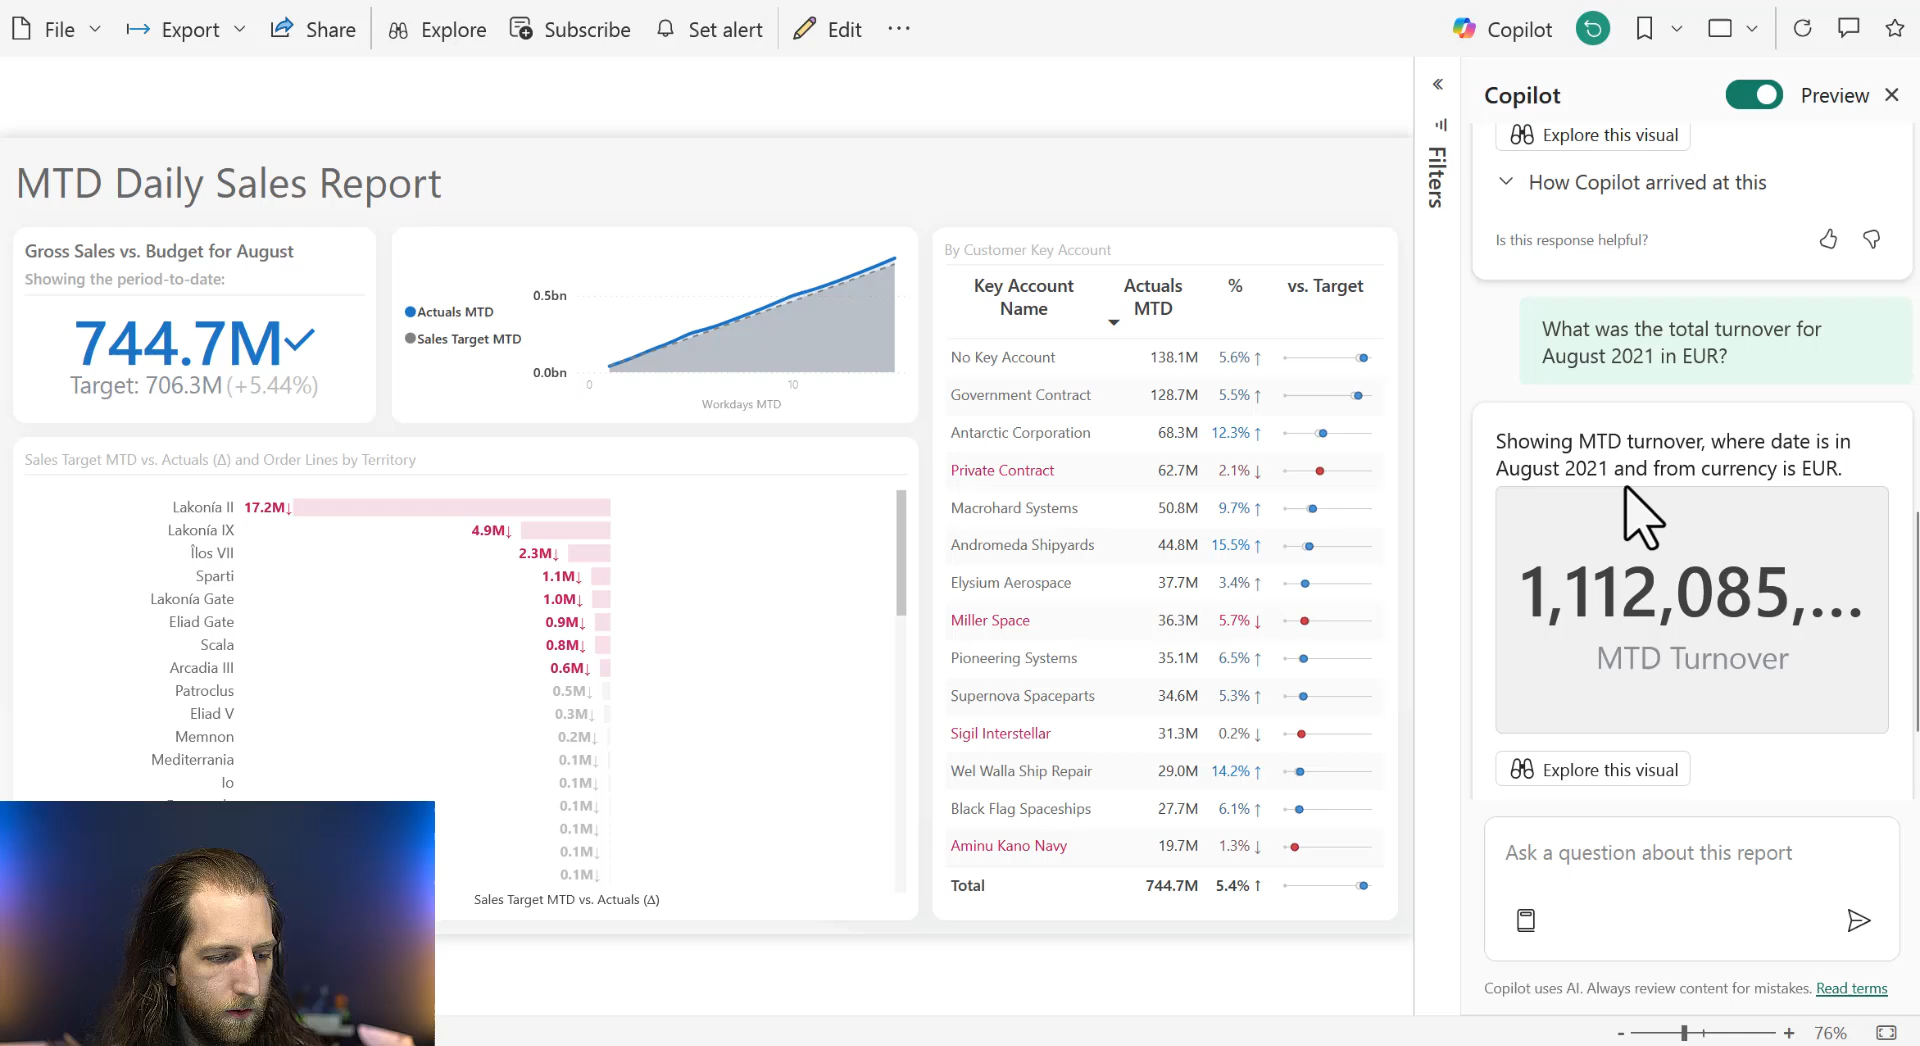 File
Export
Share
Explore
Subscribe
Set alert
Edit
Copilot
MTD Daily Sales Report
Gross Sales vs. Budget for August
Showing the period-to-date:
744.7M
Target: 706.3M (+5.44%)
Actuals MTD
Sales Target MTD
0.5bn
0.0bn
0
10
Workdays MTD
Sales Target MTD vs. Actuals (Δ) and Order Lines by Territory
Lakonía II 17.2M↓
Lakonía IX 4.9M↓
Îlos VII 2.3M↓
Sparti 1.1M↓
Lakonía Gate 1.0M↓
Eliad Gate 0.9M↓
Scala 0.8M↓
Arcadia III 0.6M↓
Patroclus 0.5M↓
Eliad V 0.3M↓
Memnon 0.2M↓
Mediterrania 0.1M↓
Io 0.1M↓
0.1M↓
0.1M↓
0.1M↓
0.1M↓
Sales Target MTD vs. Actuals (Δ)
By Customer Key Account
Key Account Name
Actuals MTD
%
vs. Target
No Key Account 138.1M 5.6% ↑
Government Contract 128.7M 5.5% ↑
Antarctic Corporation 68.3M 12.3% ↑
Private Contract 62.7M 2.1% ↓
Macrohard Systems 50.8M 9.7% ↑
Andromeda Shipyards 44.8M 15.5% ↑
Elysium Aerospace 37.7M 3.4% ↑
Miller Space 36.3M 5.7% ↓
Pioneering Systems 35.1M 6.5% ↑
Supernova Spaceparts 34.6M 5.3% ↑
Sigil Interstellar 31.3M 0.2% ↓
Wel Walla Ship Repair 29.0M 14.2% ↑
Black Flag Spaceships 27.7M 6.1% ↑
Aminu Kano Navy 19.7M 1.3% ↓
Total 744.7M 5.4% ↑
Filters
Copilot
Preview
Explore this visual
How Copilot arrived at this
Is this response helpful?
What was the total turnover for
August 2021 in EUR?
Showing MTD turnover, where date is in
August 2021 and from currency is EUR.
1,112,085,...
MTD Turnover
Explore this visual
Ask a question about this report
Copilot uses AI. Always review content for mistakes. Read terms
- + 76%